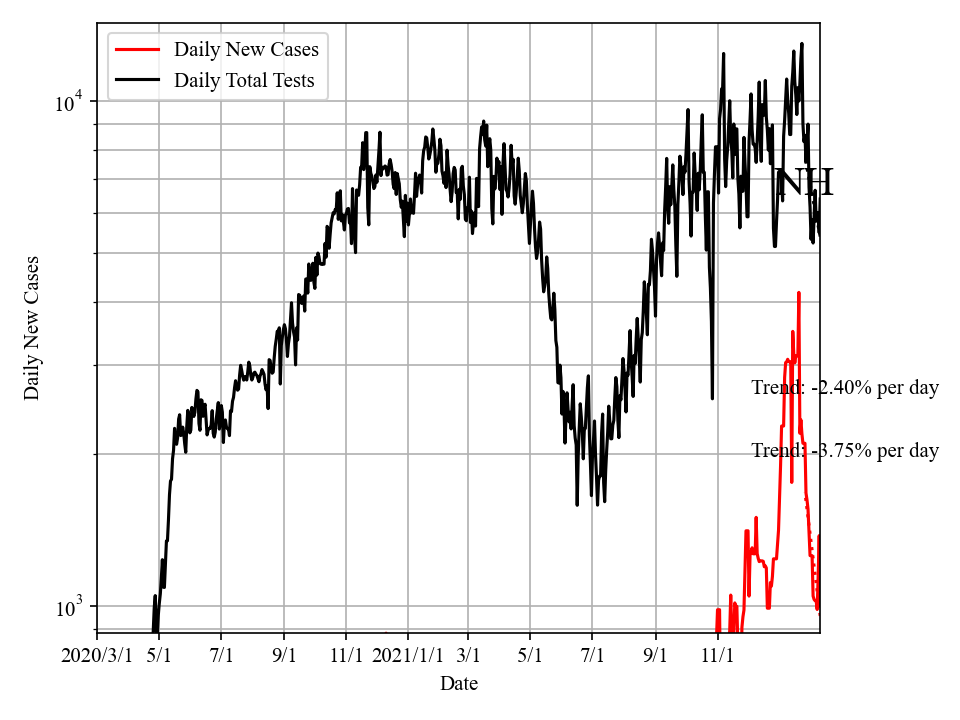 Daily New Cases
Daily Total Tests
10^4
NH
Daily New Cases
Trend: -2.40% per day
Trend: -3.75% per day
10^3
2020/3/1 5/1 7/1 9/1 11/1 2021/1/1 3/1 5/1 7/1 9/1 11/1
Date